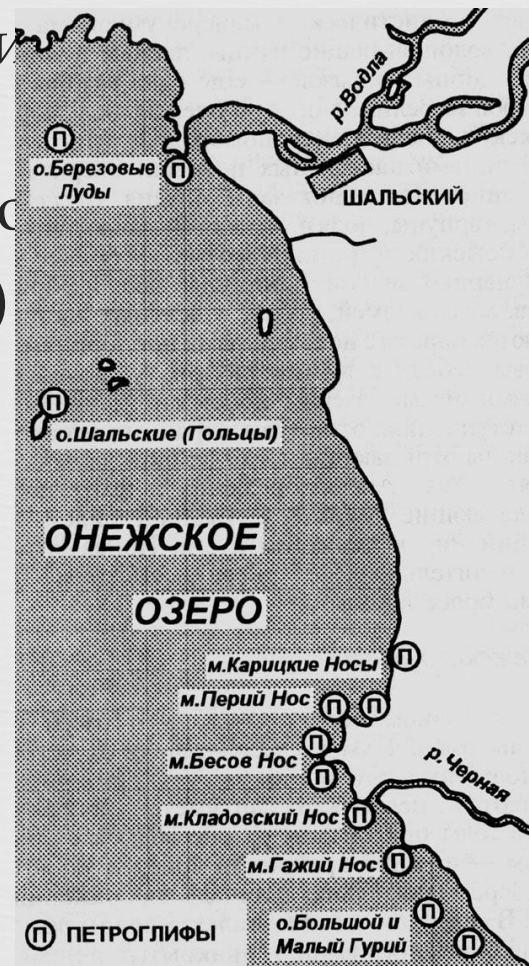 р.Водла
о.Березовые
Луды
ШАЛЬСКИЙ
о.Шальские (Гольцы)
ОНЕЖСКОЕ
ОЗЕРО
м.Карицкие Носы
м.Перий Нос
м.Бесов Нос
р.Черная
м.Кладовский Нос
м.Гажий Нос
о.Большой и
Малый Гурий
П ПЕТРОГЛИФЫ
П
П
П
П
П
П
П
П
П
П
П
П